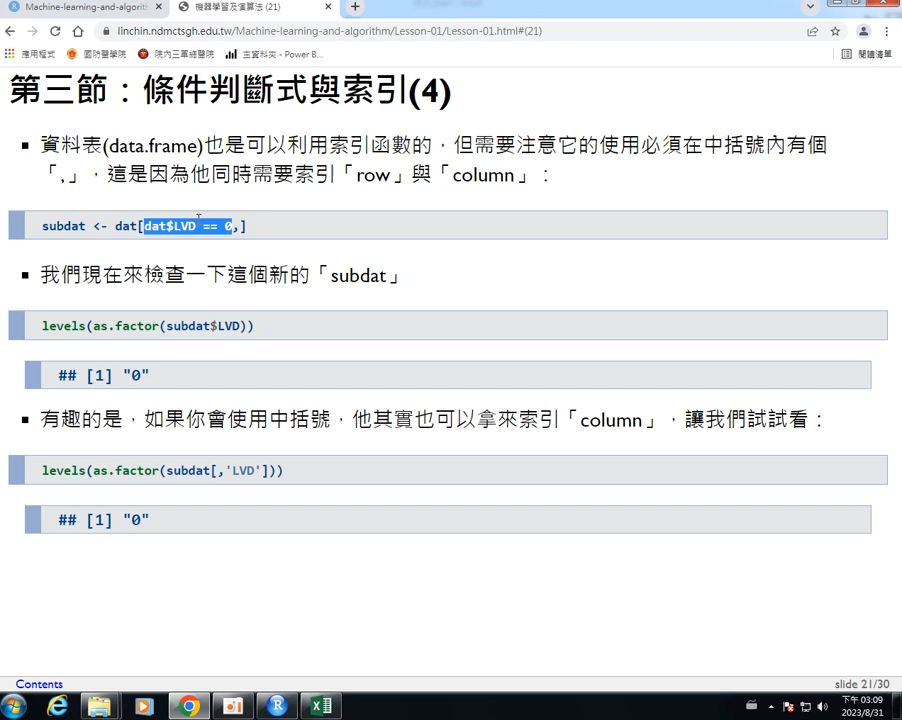 Machine-learning-and-algorith
機器學習及演算法 (21)
linchin.ndmctsgh.edu.tw/Machine-learning-and-algorithm/Lesson-01/Lesson-01.html#(21)
應用程式
國防醫學院
院內三軍總醫院
主資料夾 - Power B...
閱讀清單
第三節：條件判斷式與索引(4)
資料表(data.frame)也是可以利用索引函數的，但需要注意它的使用必須在中括號內有個
「,」，這是因為他同時需要索引「row」與「column」：
subdat <- dat[dat$LVD == 0,]
我們現在來檢查一下這個新的「subdat」
levels(as.factor(subdat$LVD))
## [1] "0"
有趣的是，如果你會使用中括號，他其實也可以拿來索引「column」，讓我們試試看：
levels(as.factor(subdat[,'LVD']))
## [1] "0"
Contents
slide 21/30
下午 03:09
2023/8/31